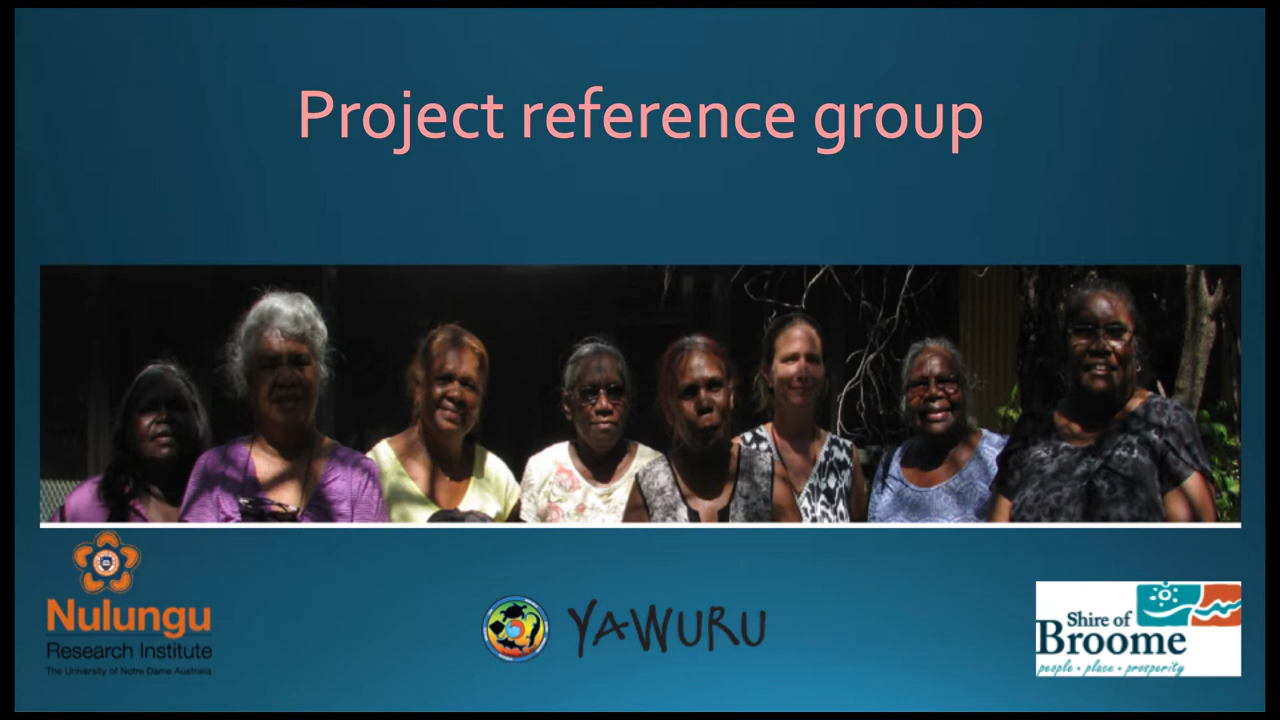 Project reference group
Nulungu
Research Institute
The University of Notre Dame Australia
YAWURU
Shire of
Broome
people • place • prosperity